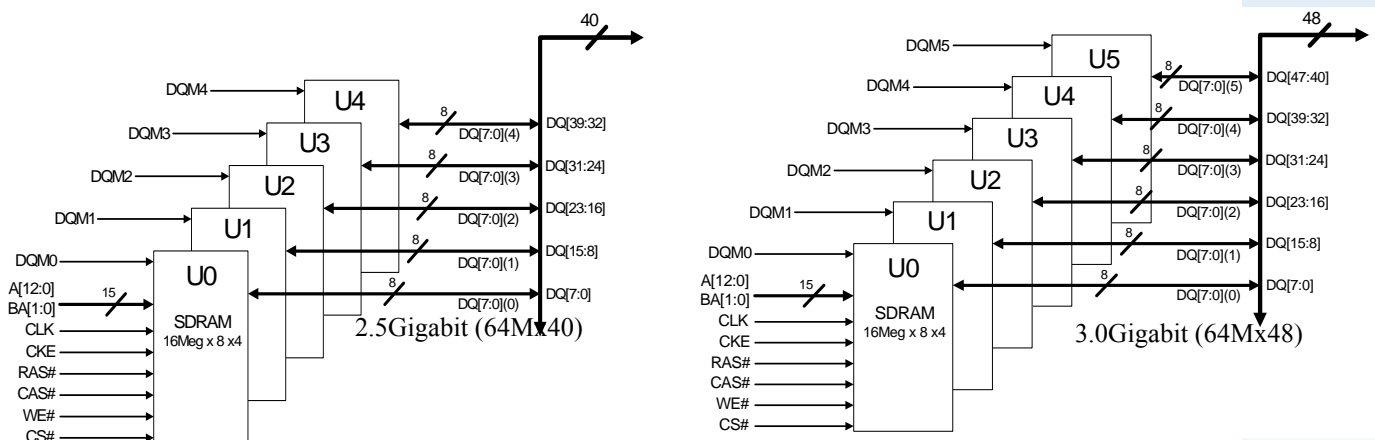 40
DQM4
U4
8
DQ[7:0](4)
DQ[39:32]
DQM3
U3
8
DQ[7:0](3)
DQ[31:24]
DQM2
U2
8
DQ[7:0](2)
DQ[23:16]
DQM1
U1
8
DQ[7:0](1)
DQ[15:8]
DQM0
U0
8
DQ[7:0](0)
DQ[7:0]
A[12:0]
BA[1:0]
15
SDRAM
16Meg x 8 x4
CLK
CKE
RAS#
CAS#
WE#
CS#
2.5Gigabit (64Mx40)
48
DQM5
U5
8
DQ[7:0](5)
DQ[47:40]
DQM4
U4
8
DQ[7:0](4)
DQ[39:32]
DQM3
U3
8
DQ[7:0](3)
DQ[31:24]
DQM2
U2
8
DQ[7:0](2)
DQ[23:16]
DQM1
U1
8
DQ[7:0](1)
DQ[15:8]
DQM0
U0
8
DQ[7:0](0)
DQ[7:0]
A[12:0]
BA[1:0]
15
SDRAM
16Meg x 8 x4
CLK
CKE
RAS#
CAS#
WE#
CS#
3.0Gigabit (64Mx48)